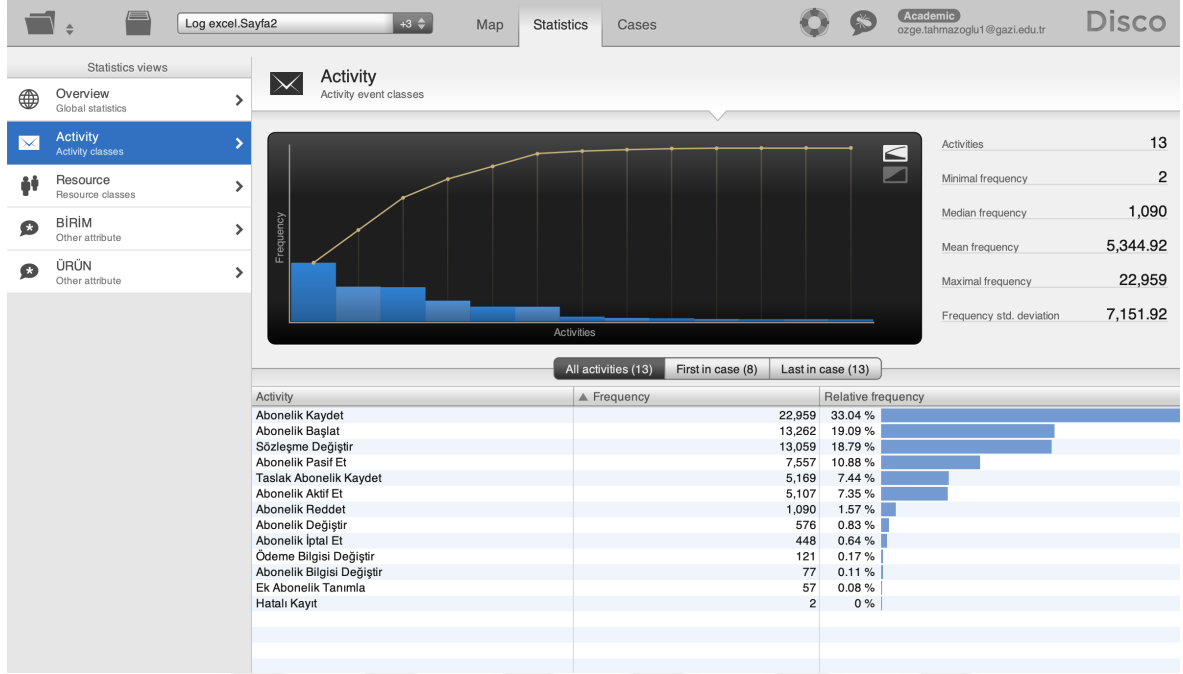 Log excel.Sayfa2
+3
Map
Statistics
Cases
Academic
ozge.tahmazoglu1@gazi.edu.tr
Disco
Statistics views
Overview
Global statistics
Activity
Activity classes
Resource
Resource classes
BİRİM
Other attribute
ÜRÜN
Other attribute
Activity
Activity event classes
Frequency
Activities
Activities 13
Minimal frequency 2
Median frequency 1,090
Mean frequency 5,344.92
Maximal frequency 22,959
Frequency std. deviation 7,151.92
All activities (13) First in case (8) Last in case (13)
Activity Frequency Relative frequency
Abonelik Kaydet 22,959 33.04 %
Abonelik Başlat 13,262 19.09 %
Sözleşme Değiştir 13,059 18.79 %
Abonelik Pasif Et 7,557 10.88 %
Taslak Abonelik Kaydet 5,169 7.44 %
Abonelik Aktif Et 5,107 7.35 %
Abonelik Reddet 1,090 1.57 %
Abonelik Değiştir 576 0.83 %
Abonelik İptal Et 448 0.64 %
Ödeme Bilgisi Değiştir 121 0.17 %
Abonelik Bilgisi Değiştir 77 0.11 %
Ek Abonelik Tanımla 57 0.08 %
Hatalı Kayıt 2 0 %